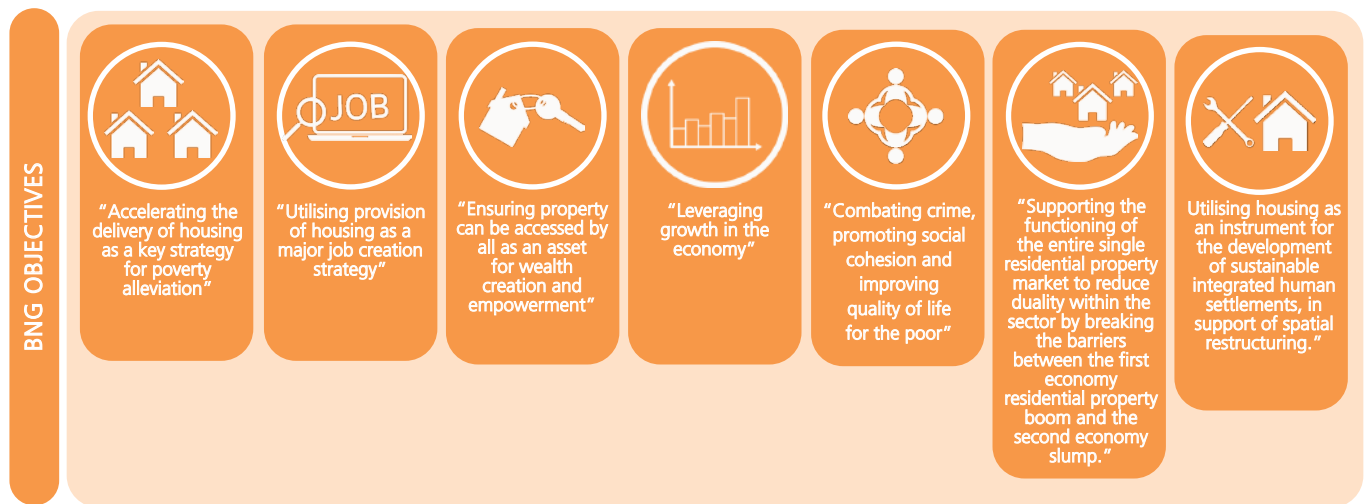 BNG OBJECTIVES
JOB
“Accelerating the
delivery of housing
as a key strategy
for poverty
alleviation”
“Utilising provision
of housing as a
major job creation
strategy”
“Ensuring property
can be accessed by
all as an asset
for wealth
creation and
empowerment”
“Leveraging
growth in the
economy”
“Combating crime,
promoting social
cohesion and
improving
quality of life
for the poor”
“Supporting the
functioning of
the entire single
residential property
market to reduce
duality within the
sector by breaking
the barriers
between the first
economy
residential property
boom and the
second economy
slump.”
Utilising housing as
an instrument for
the development
of sustainable
integrated human
settlements, in
support of spatial
restructuring.”